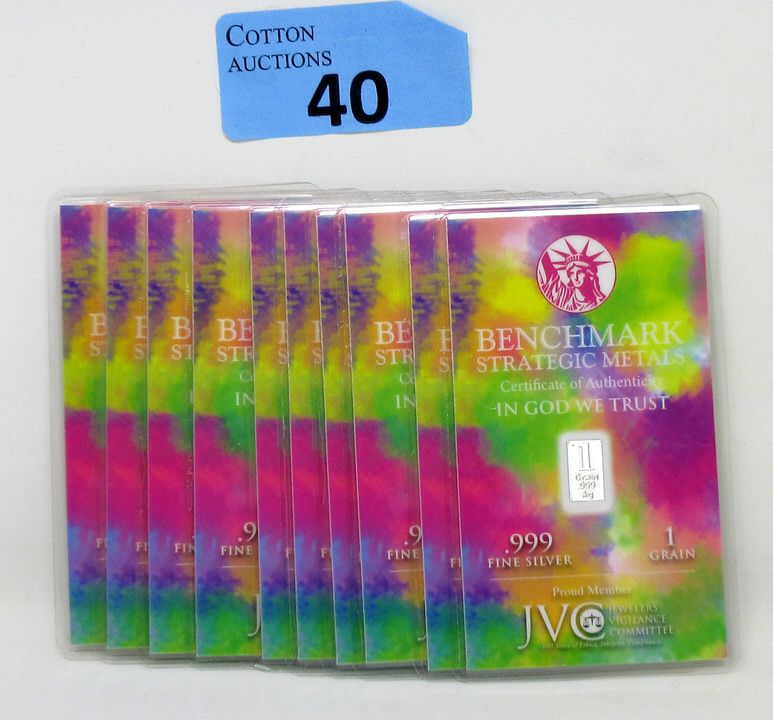 COTTON
AUCTIONS
40
BENCHMARK
STRATEGIC METALS
Certificate of Authenticity
IN GOD WE TRUST
1
Grain
.999
Ag
.999
FINE SILVER
1
GRAIN
Proud Member
JVC
JEWELERS
VIGILANCE
COMMITTEE